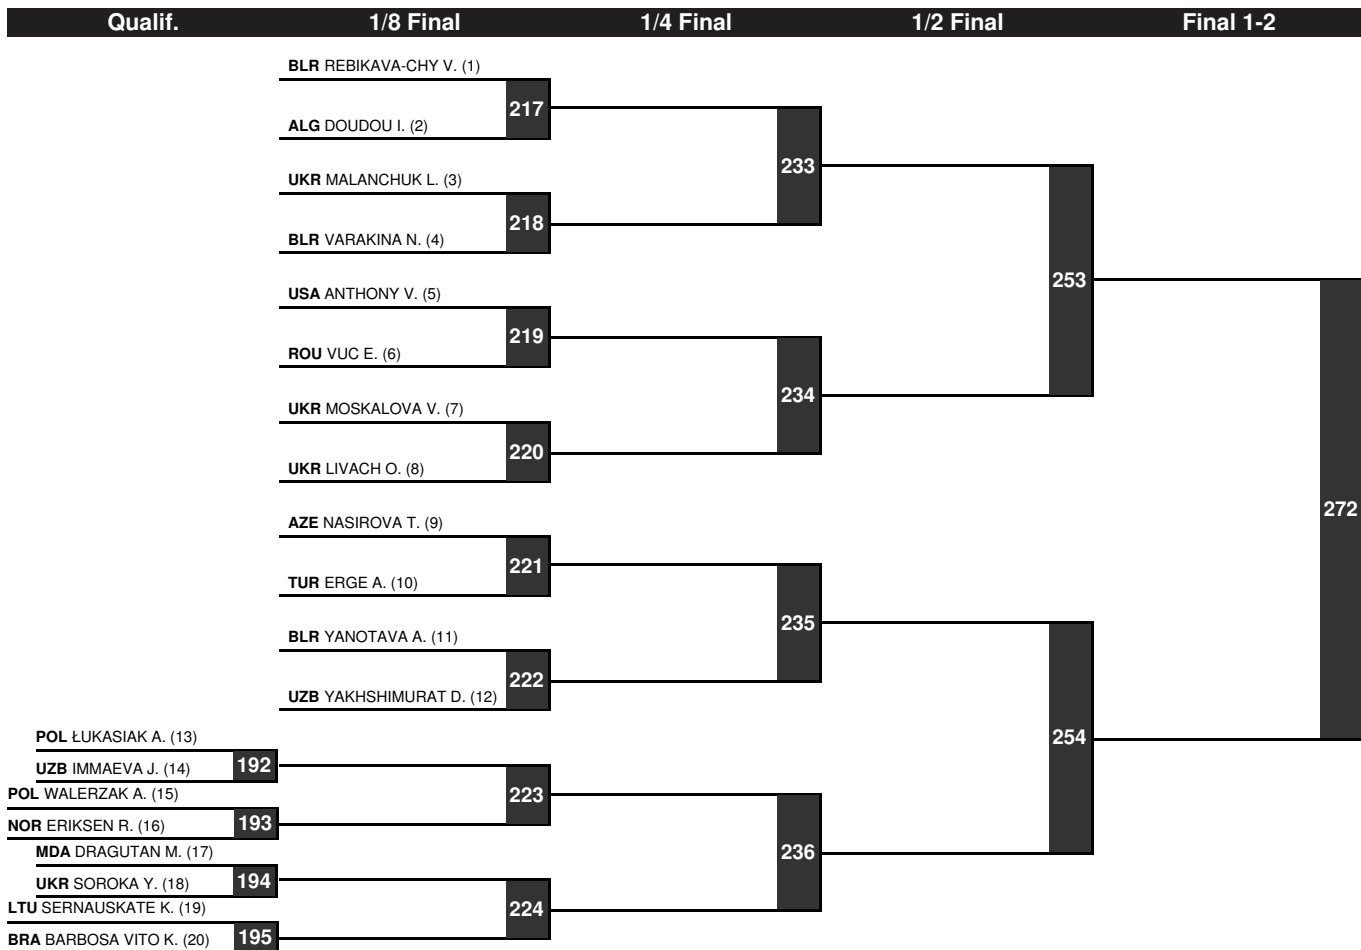 Qualif. 1/8 Final 1/4 Final 1/2 Final Final 1-2
BLR REBIKAVA-CHY V. (1)
217
ALG DOUDOU I. (2)
233
UKR MALANCHUK L. (3)
218
BLR VARAKINA N. (4)
253
USA ANTHONY V. (5)
219
ROU VUC E. (6)
234
UKR MOSKALOVA V. (7)
220
UKR LIVACH O. (8)
272
AZE NASIROVA T. (9)
221
TUR ERGE A. (10)
235
BLR YANOTAVA A. (11)
222
UZB YAKHSHIMURAT D. (12)
254
POL ŁUKASIAK A. (13)
192
UZB IMMAEVA J. (14)
223
POL WALERZAK A. (15)
193
NOR ERIKSEN R. (16)
236
MDA DRAGUTAN M. (17)
194
UKR SOROKA Y. (18)
224
LTU SERNAUSKATE K. (19)
195
BRA BARBOSA VITO K. (20)